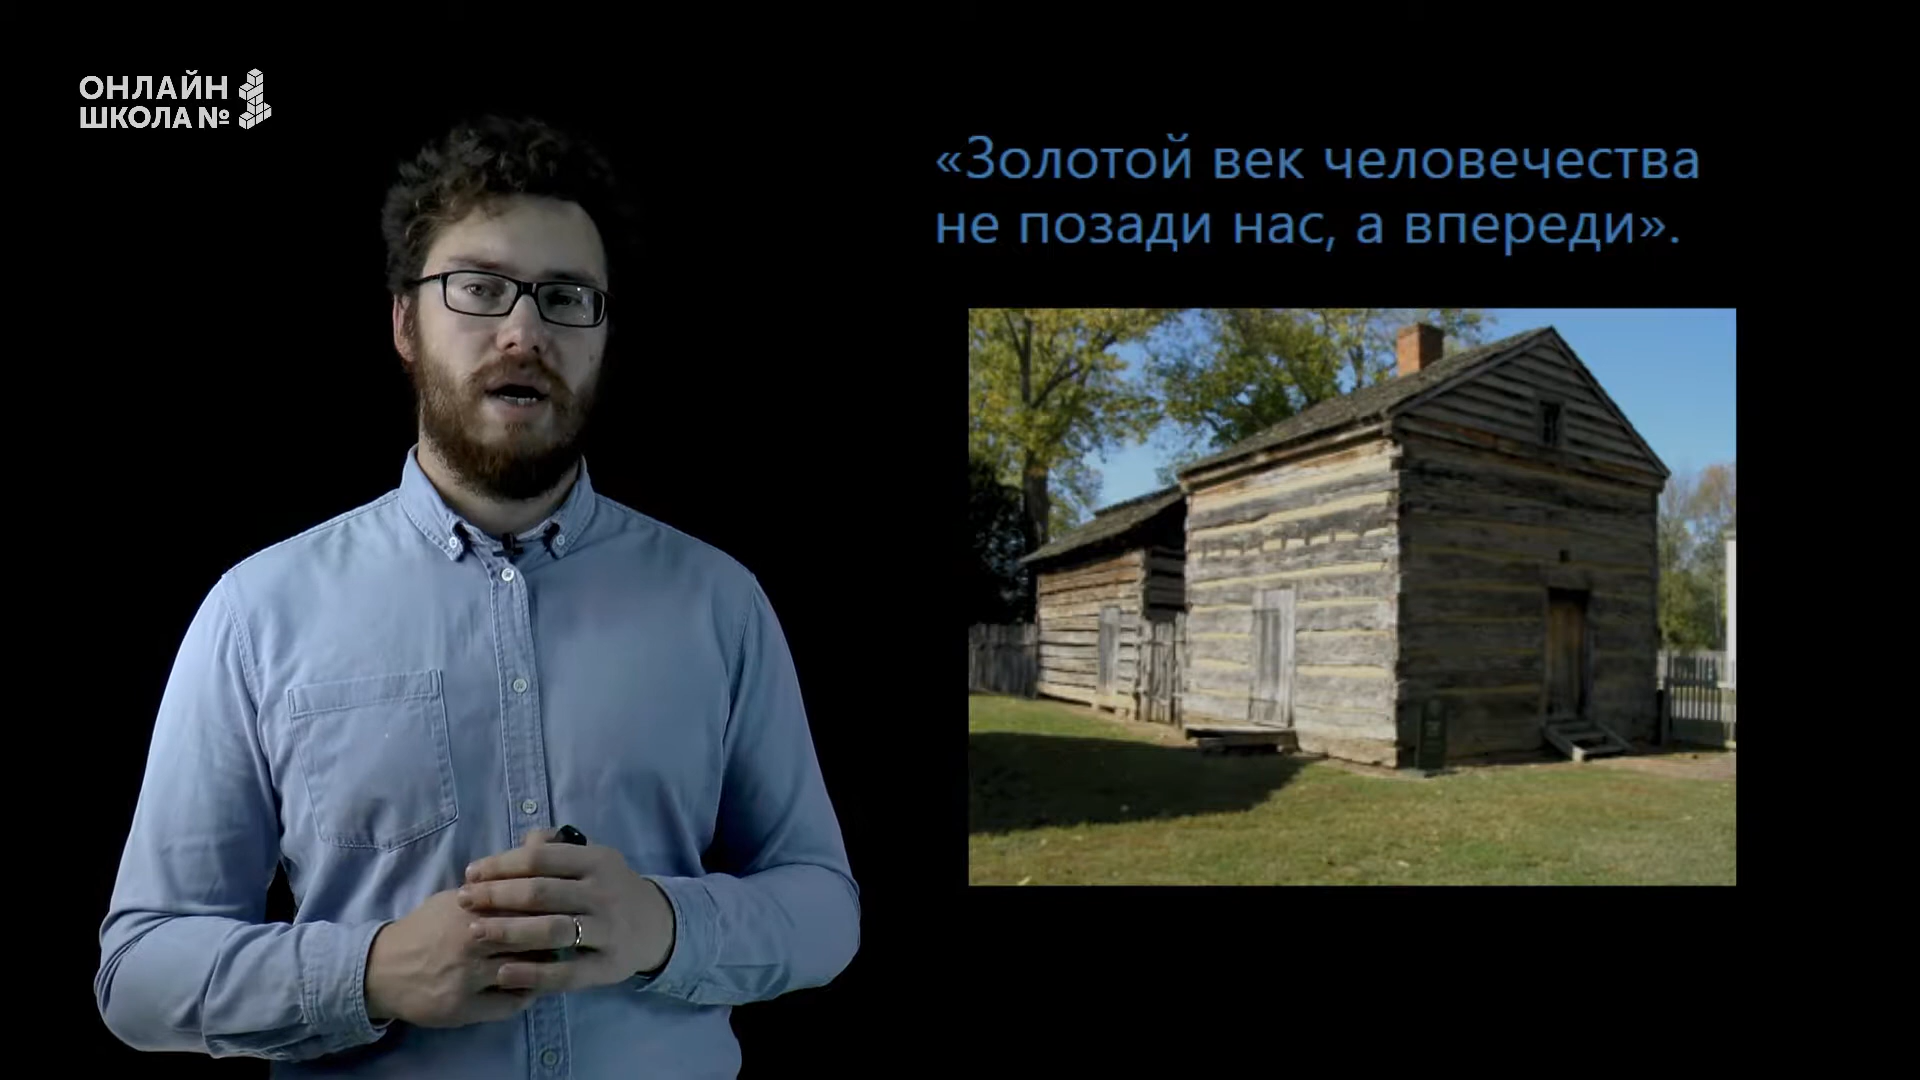 ОНЛАЙН
ШКОЛА №
«Золотой век человечества
не позади нас, а впереди».